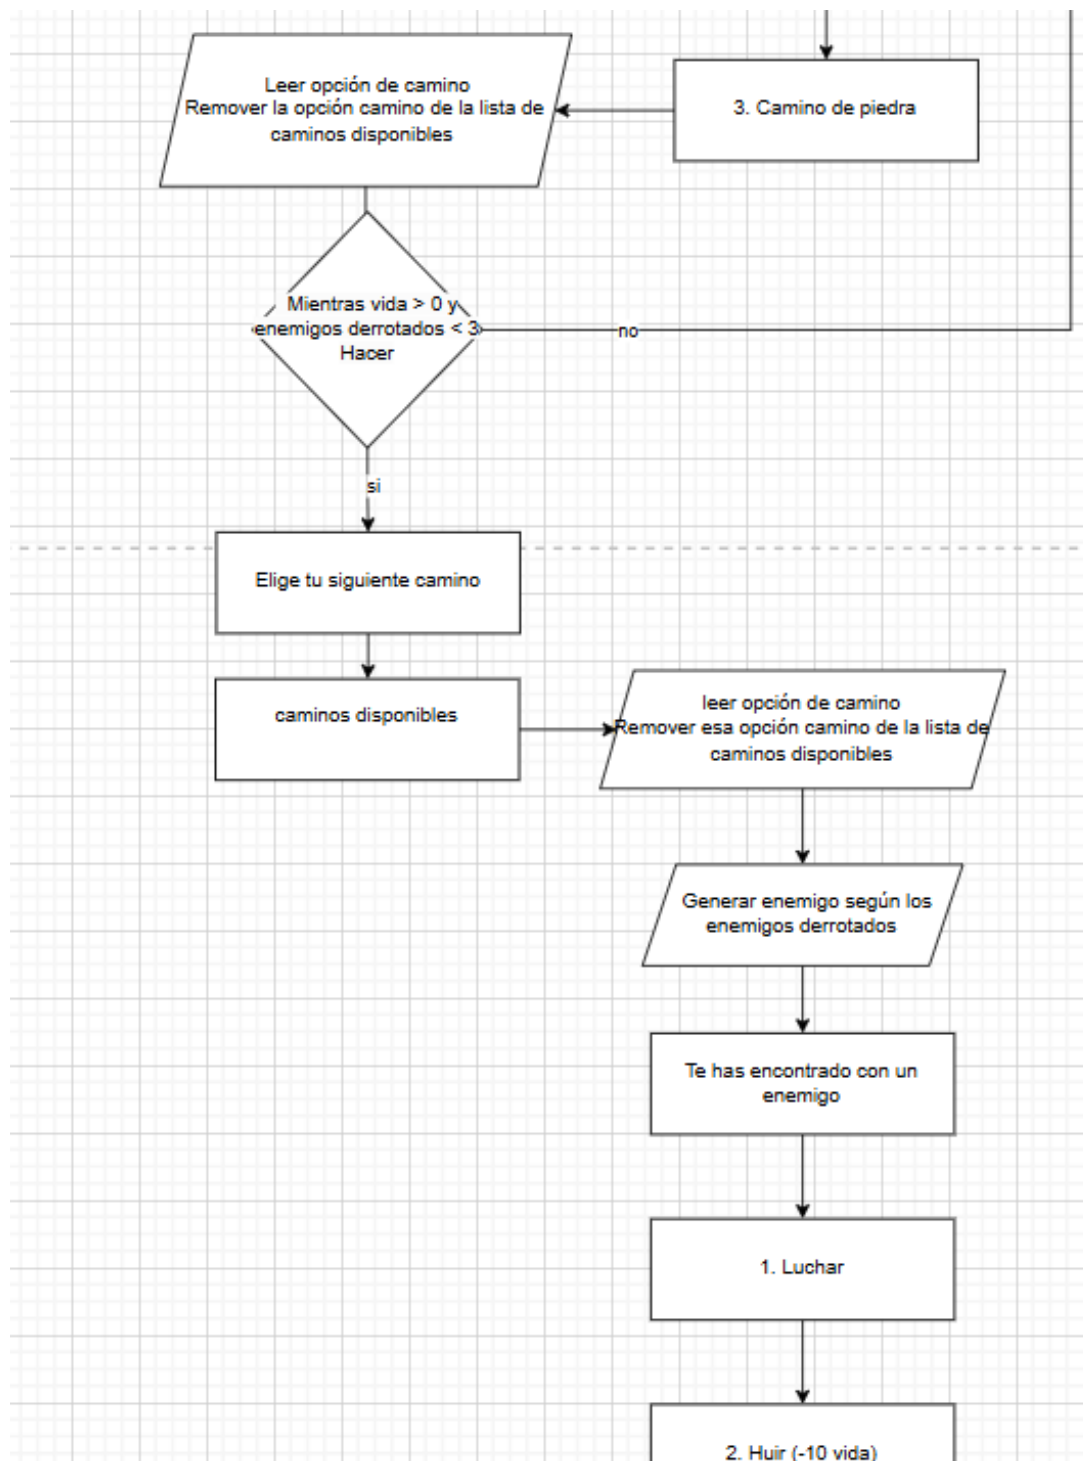 3. Camino de piedra
Leer opción de camino
Remover la opción camino de la lista de
caminos disponibles
Mientras vida > 0 y
enemigos derrotados < 3
Hacer
no
si
Elige tu siguiente camino
caminos disponibles
leer opción de camino
Remover esa opción camino de la lista de
caminos disponibles
Generar enemigo según los
enemigos derrotados
Te has encontrado con un
enemigo
1. Luchar
2. Huir (-10 vida)